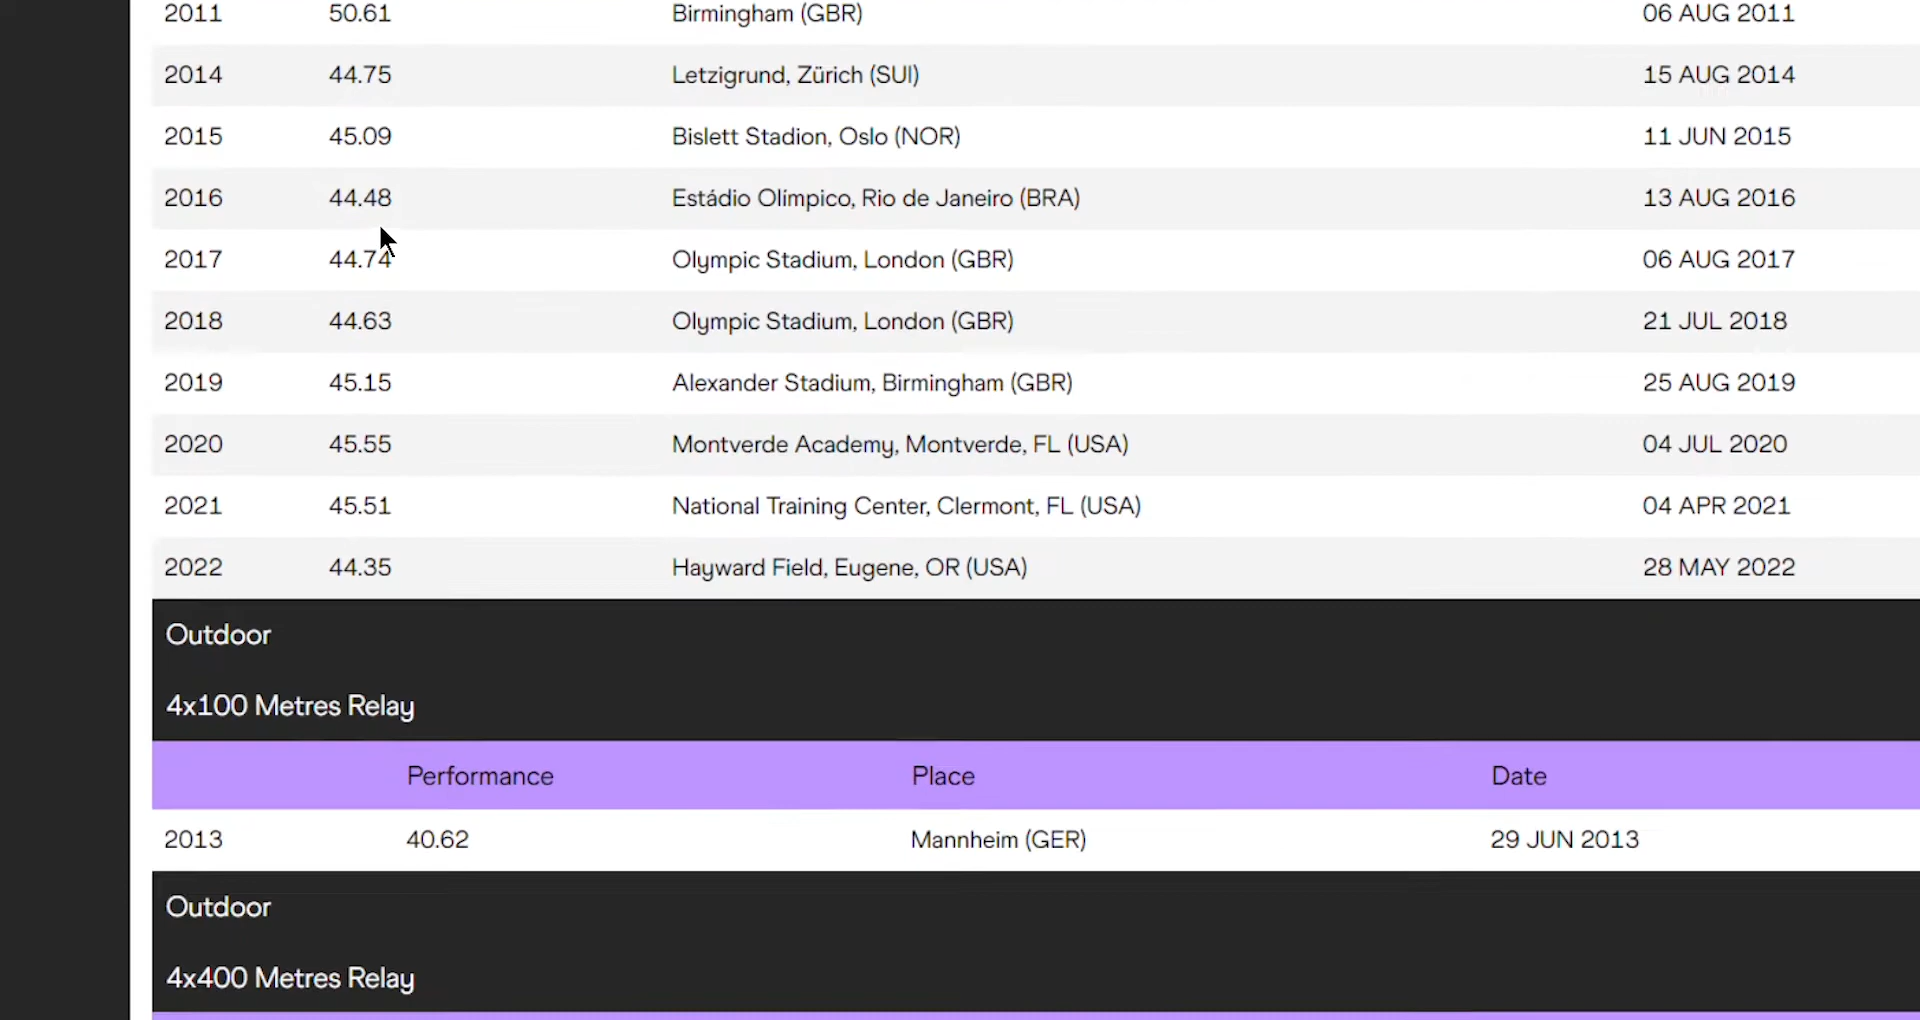 2011 50.61 Birmingham (GBR) 06 AUG 2011
2014 44.75 Letzigrund, Zürich (SUI) 15 AUG 2014
2015 45.09 Bislett Stadion, Oslo (NOR) 11 JUN 2015
2016 44.48 Estádio Olímpico, Rio de Janeiro (BRA) 13 AUG 2016
2017 44.74 Olympic Stadium, London (GBR) 06 AUG 2017
2018 44.63 Olympic Stadium, London (GBR) 21 JUL 2018
2019 45.15 Alexander Stadium, Birmingham (GBR) 25 AUG 2019
2020 45.55 Montverde Academy, Montverde, FL (USA) 04 JUL 2020
2021 45.51 National Training Center, Clermont, FL (USA) 04 APR 2021
2022 44.35 Hayward Field, Eugene, OR (USA) 28 MAY 2022
Outdoor
4x100 Metres Relay
Performance Place Date
2013 40.62 Mannheim (GER) 29 JUN 2013
Outdoor
4x400 Metres Relay